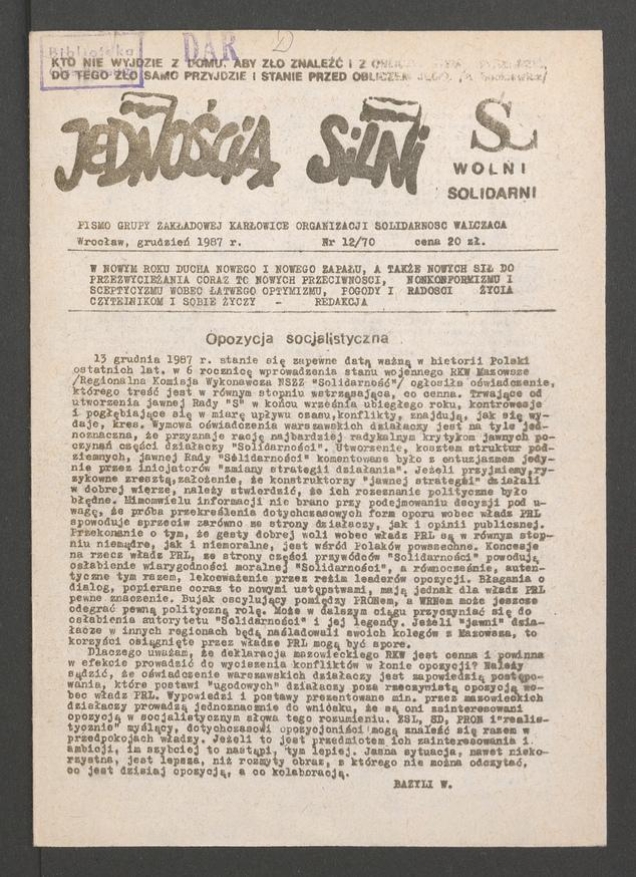 Biblioteka
DAR
KTO NIE WYJDZIE Z DOMU, ABY ZŁO ZNALEŹĆ I Z
DO TEGO ZŁO SAMO PRZYJDZIE I STANIE PRZED OBLICZEM JEGO.
JEDNOŚCIĄ SILNI
WOLNI
SOLIDARNI
PISMO GRUPY ZAKŁADOWEJ KARŁOWICE ORGANIZACJI SOLIDARNOSC WALCZACA
Wrocław, grudzień 1987 r. Nr 12/70 cena 20 zł.
W NOWYM ROKU DUCHA NOWEGO I NOWEGO ZAPAŁU, A TAKŻE NOWYCH SIŁ DO
PRZEZWYCIĘŻANIA CORAZ TO NOWYCH PRZECIWNOŚCI, NONKONFORMIZMU I
SCEPTYCYZMU WOBEC ŁATWEGO OPTYMIZMU, POGODY I RADOSCI ŻYCIA
CZYTELNIKOM I SOBIE ŻYCZY - REDAKCJA
Opozycja socjalistyczna
13 grudnia 1987 r. stanie się zapewne datą ważną w historii Polski
ostatnich lat. w 6 rocznicę wprowadzenia stanu wojennego RKW Mazowsze
/Regionalna Komisja Wykonawcza NSZZ "Solidarność"/ ogłosiła oświadczenie,
którego treść jest w równym stopniu wstrząsająca, co cenna. Trwające od
utworzenia jawnej Rady "S" w końcu września ubiegłego roku, kontrowersje
i pogłębiające się w miarę upływu czasu,konflikty, znajdują, jak się wy-
daje, kres. Wymowa oświadczenia warszawskich działaczy jest na tyle jed-
noznaczna, że przyznaje rację najbardziej radykalnym krytykom jawnych po-
czynań części działaczy "Solidarności". Utworzenie, kosztem struktur pod-
ziemnych, jawnej Rady "Solidarności" komentowane było z entuzjazmem jedy-
nie przez inicjatorów "zmiany strategii działania". Jeżeli przyjmiemy,ry-
zykowne zresztą,założenie, że konstruktorzy "jawnej strategii" działali
w dobrej wierze, należy stwierdzić, że ich rozeznanie polityczne było
błędne. Mimowielu informacji nie brano przy podejmowaniu decyzji pod u-
wagę, że próba przekreślenia dotychczasowych form oporu wobec władz PRL
spowoduje sprzeciw zarówno ze strony działaczy, jak i opinii publicznej.
Przekonanie o tym, że gesty dobrej woli wobec władz PRL są w równym stop-
niu niemądre, jak i niemoralne, jest wśród Polaków powszechne. Koncesje
na rzecz władz PRL, ze strony części przywódców "Solidarności" powodują
osłabienie wiarygodności moralnej "Solidarności", a równocześnie, auten-
tyczne tym razem, lekceważenie przez reżim leaderów opozycji. Błagania o
dialog, popierane coraz to nowymi ustępstwami, mają jednak dla władz PRL
pewne znaczenie. Bujak oscylujący pomiędzy PRONem, a WRNem może jeszcze
odegrać pewną polityczną rolę. Może w dalszym ciągu przyczyniać się do
osłabienia autorytetu "Solidarności" i jej legendy. Jeżeli "jawni" dzia-
łacze w innych regionach będą naśladowali swoich kolegów z Mazowsza, to
korzyści osiągnięte przez władze PRL mogą być spore.
Dlaczego uważam, że deklaracja mazowieckiego RKW jest cenna i powinna
w efekcie prowadzić do wyciszenia konfliktów w łonie opozycji? Należy
sądzić, że oświadczenie warszawskich działaczy jest zapowiedzią postępo-
wania, które postawi "ugodowych" działaczy poza rzeczywistą opozycją wo-
bec władz PRL. Wypowiedzi i postawy prezentowane min. przez mazowieckich
działaczy prowadzą jednoznacznie do wniosku, że są oni zainteresowani
opozycją w socjalistycznym słowa tego rozumieniu. ZSL, SD, PRON i"realis-
tycznie" myślący, dotychczasowi opozycjoniści mogą znaleźć się razem w
przedpokojach władzy. Jeżeli to jest przedmiotem ich zainteresowania i
ambicji, im szybciej to nastąpi, tym lepiej. Jasna sytuacja, nawet nieko-
rzystna, jest lepsza, niż rozmyty obraz, z którego nie można odczytać,
co jest dzisiaj opozycją, a co kolaboracją.
BAZYLI W.